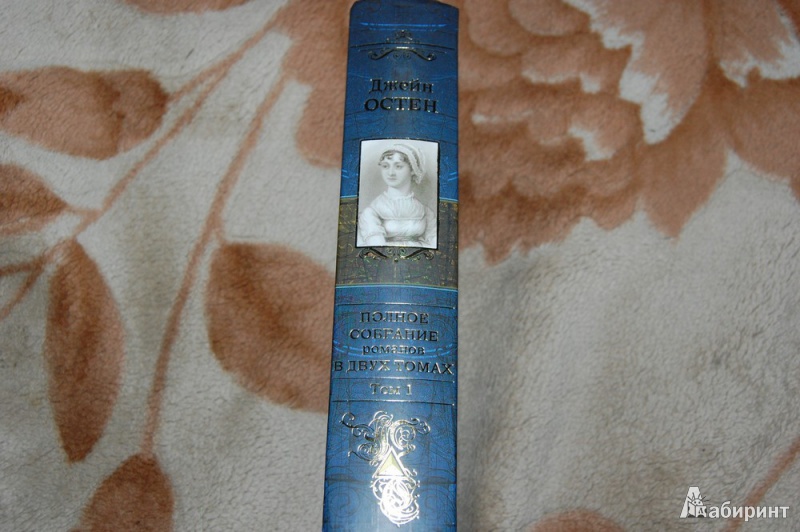 Джейн
ОСТЕН
ПОЛНОЕ
СОБРАНИЕ
романов
В ДВУХ ТОМАХ
Том 1
Лабиринт